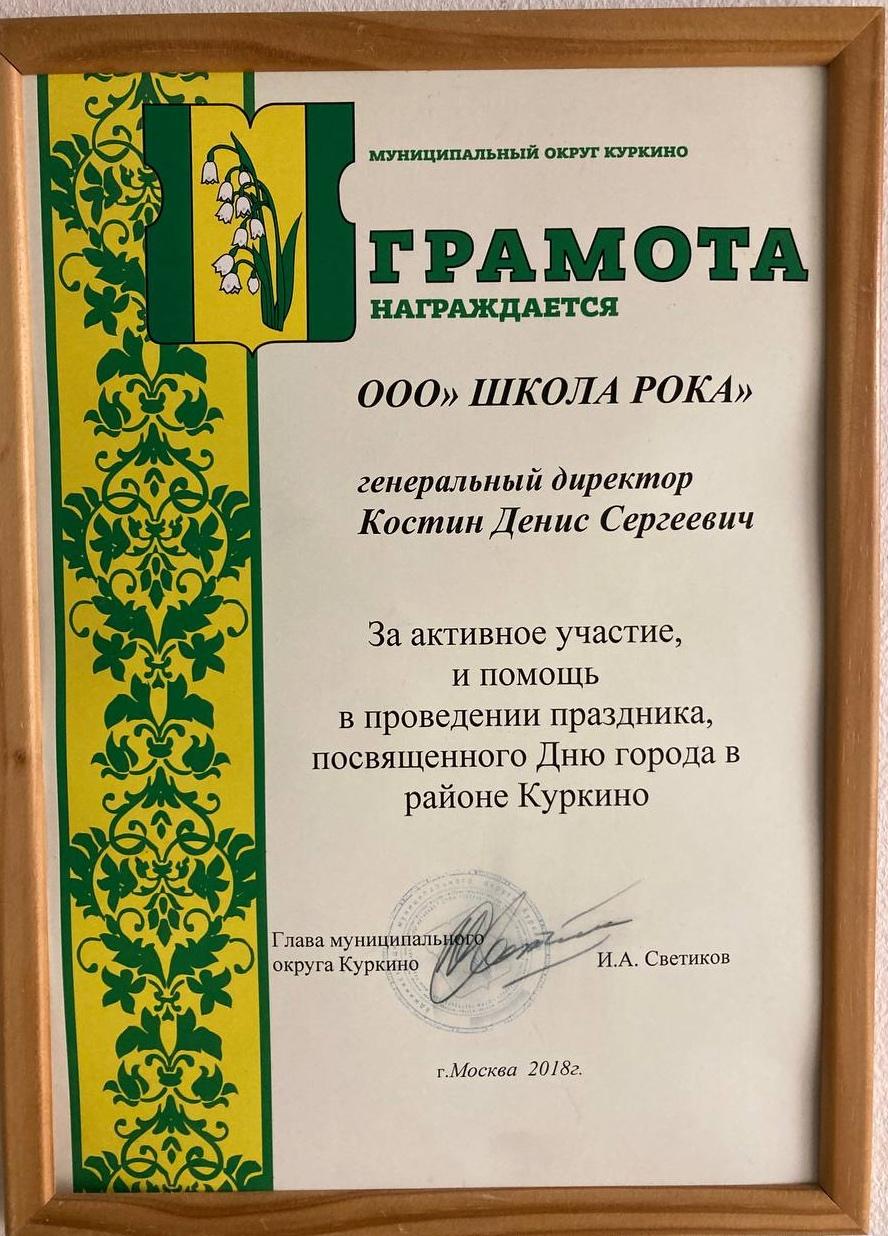 МУНИЦИПАЛЬНЫЙ ОКРУГ КУРКИНО
ГРАМОТА
НАГРАЖДАЕТСЯ
ООО» ШКОЛА РОКА»
генеральный директор
Костин Денис Сергеевич
За активное участие,
и помощь
в проведении праздника,
посвященного Дню города в
районе Куркино
Глава муниципального
округа Куркино
И.А. Светиков
г.Москва 2018г.